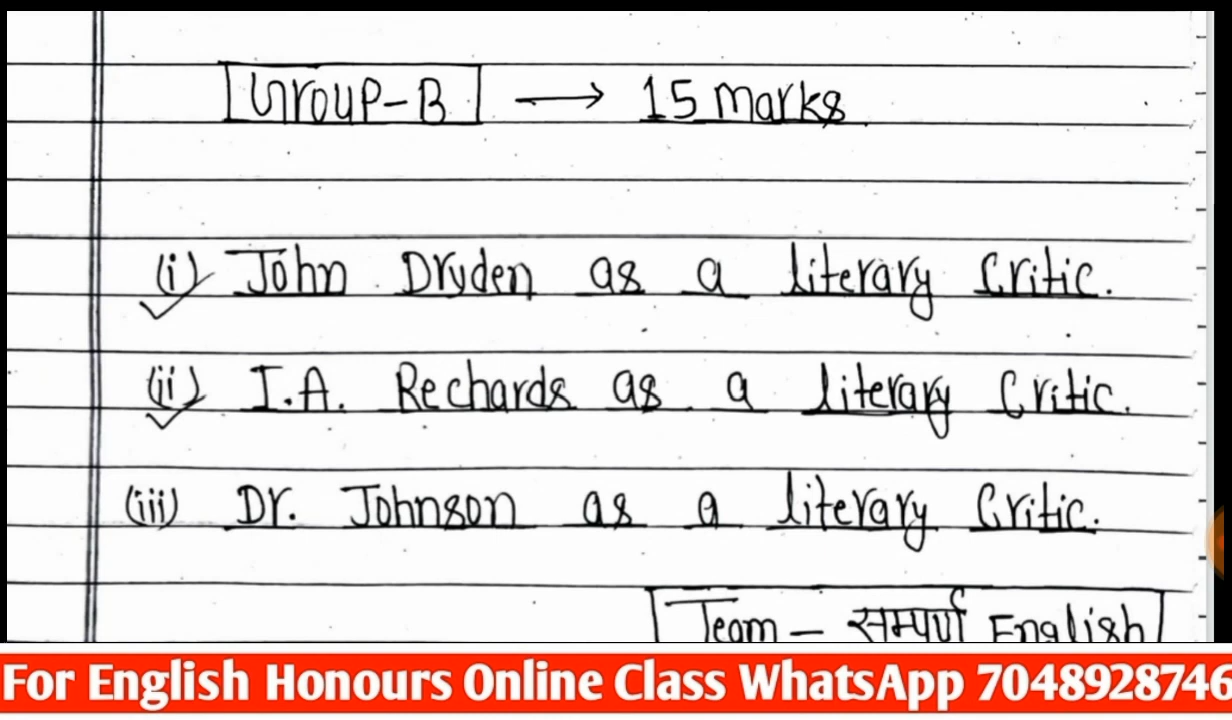 Group-B → 15 marks
(i) John Dryden as a literary Critic.
(ii) I.A. Rechards as a literary Critic.
(iii) Dr. Johnson as a literary Critic.
Team - सम्पूर्ण English
For English Honours Online Class WhatsApp 7048928746